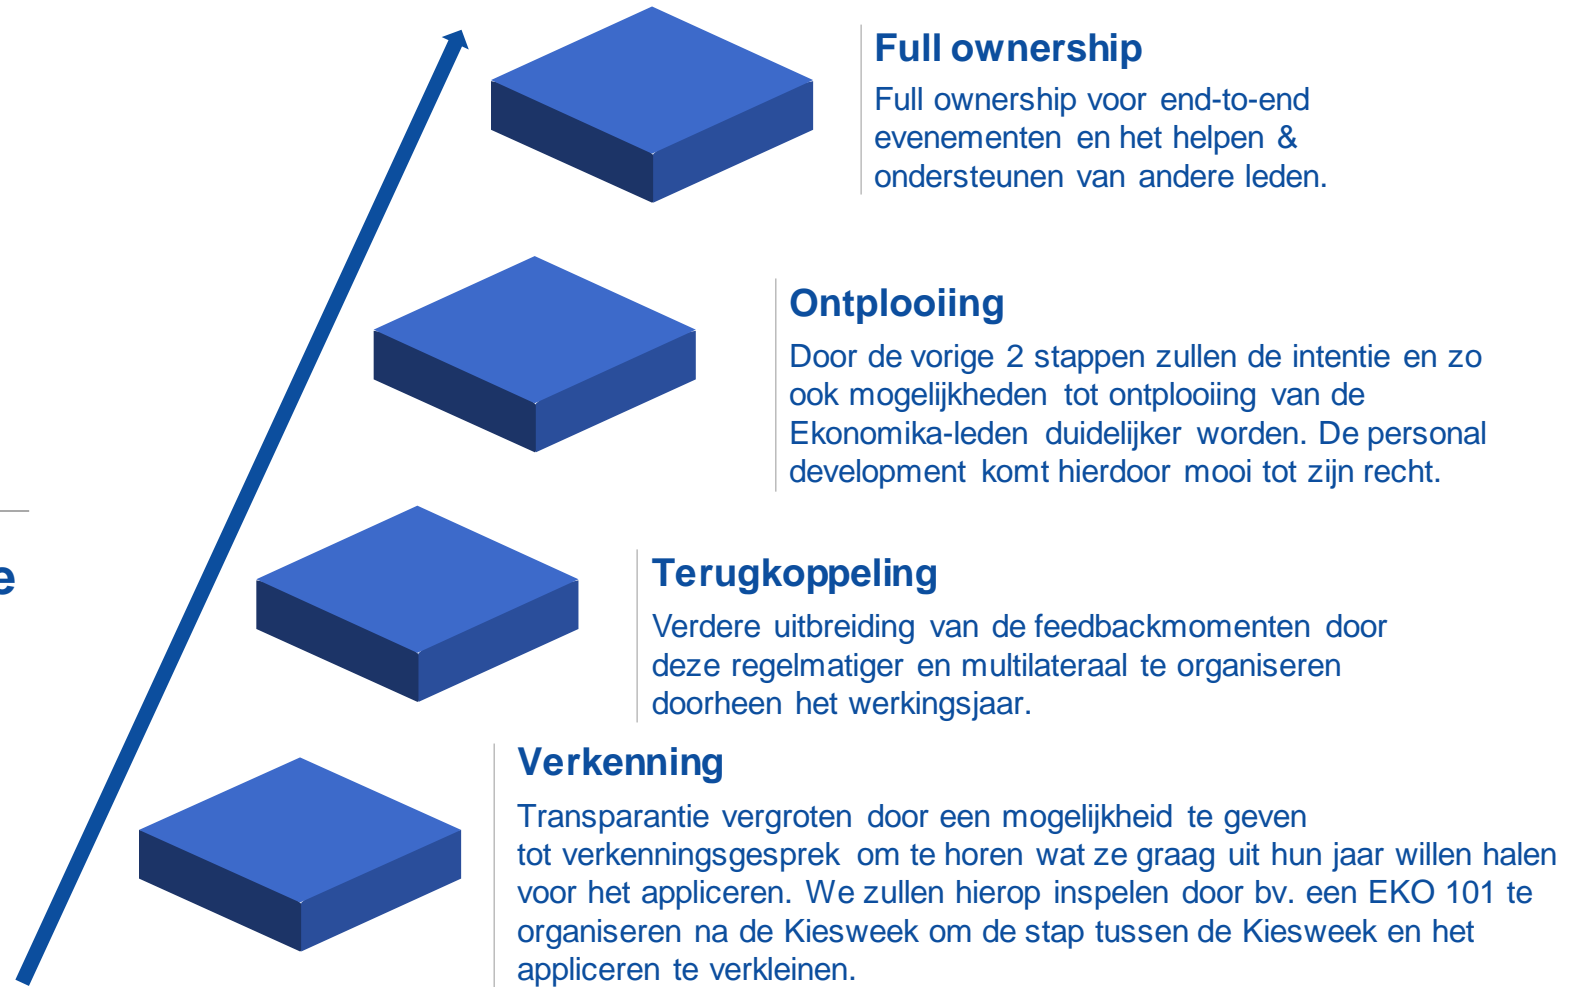 Full ownership
Full ownership voor end-to-end
evenementen en het helpen &
ondersteunen van andere leden.
Ontplooiing
Door de vorige 2 stappen zullen de intentie en zo
ook mogelijkheden tot ontplooiing van de
Ekonomika-leden duidelijker worden. De personal
development komt hierdoor mooi tot zijn recht.
e
Terugkoppeling
Verdere uitbreiding van de feedbackmomenten door
deze regelmatiger en multilateraal te organiseren
doorheen het werkingsjaar.
Verkenning
Transparantie vergroten door een mogelijkheid te geven
tot verkenningsgesprek om te horen wat ze graag uit hun jaar willen halen
voor het appliceren. We zullen hierop inspelen door bv. een EKO 101 te
organiseren na de Kiesweek om de stap tussen de Kiesweek en het
appliceren te verkleinen.